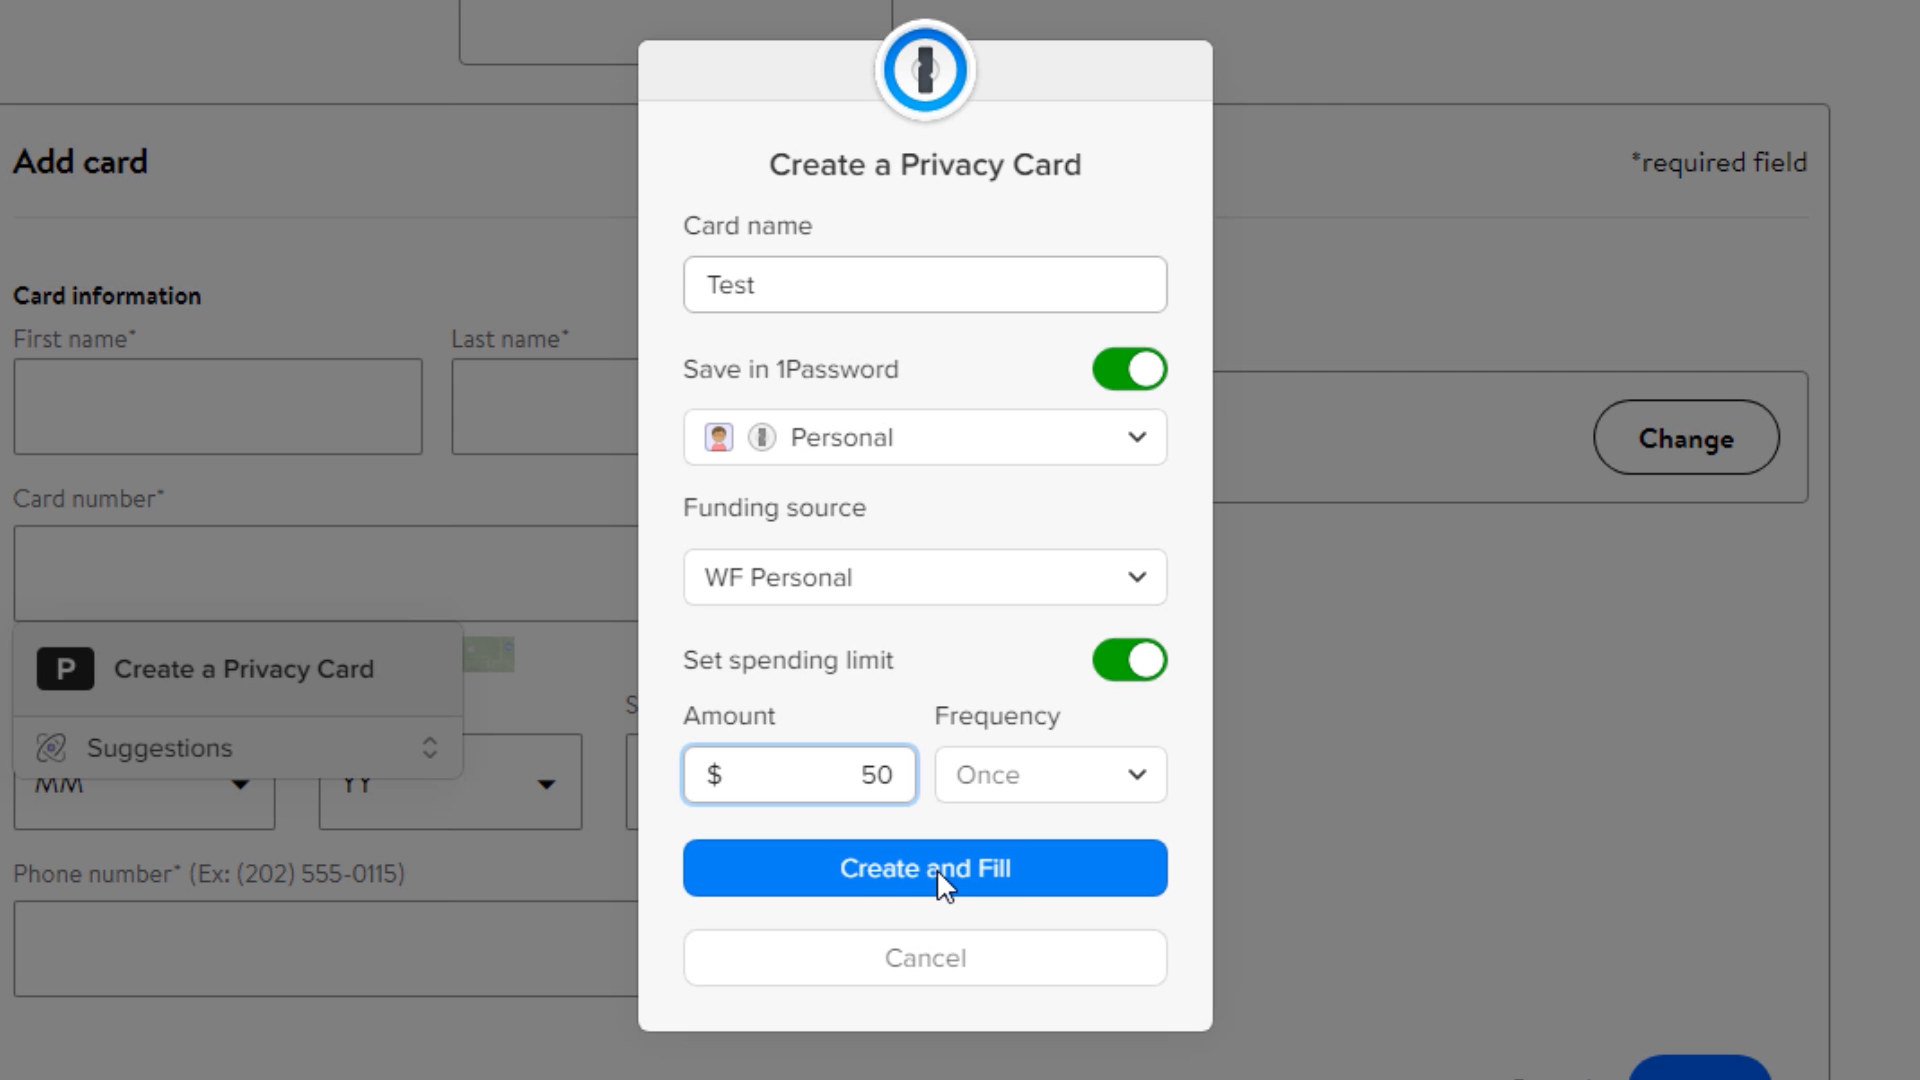 Add card
*required field
Card information
First name*
Last name*
Card number*
P Create a Privacy Card
Suggestions
S
MM
YY
Phone number* (Ex: (202) 555-0115)
Change
Create a Privacy Card
Card name
Test
Save in 1Password
Personal
Funding source
WF Personal
Set spending limit
Amount
Frequency
$ 50
Once
Create and Fill
Cancel